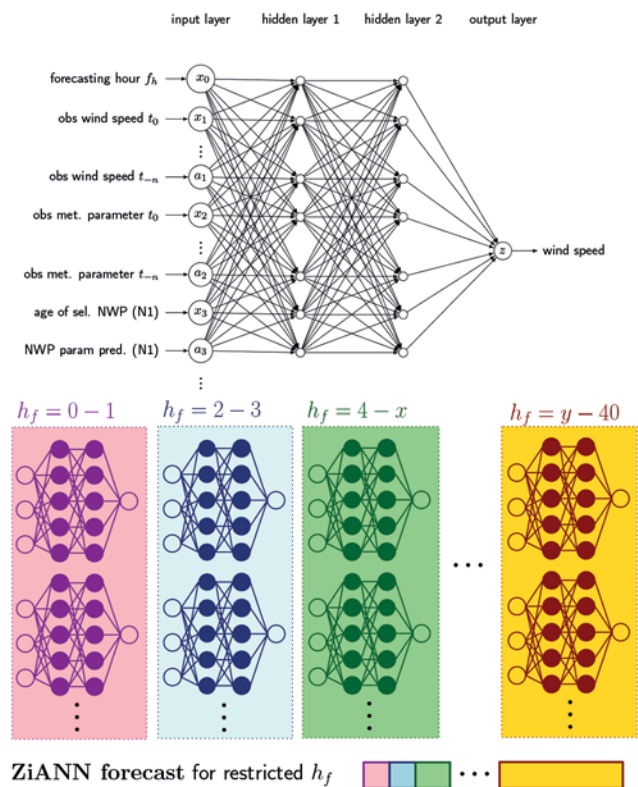 input layer hidden layer 1 hidden layer 2 output layer
forecasting hour f_h x_0
obs wind speed t_0 x_1
...
obs wind speed t_{-n} a_1
obs met. parameter t_0 x_2
...
z wind speed
obs met. parameter t_{-n} a_2
age of sel. NWP (N1) x_3
NWP param pred. (N1) a_3
...
h_f = 0 − 1 h_f = 2 − 3 h_f = 4 − x h_f = y − 40
...
... ... ... ...
ZiANN forecast for restricted h_f ...